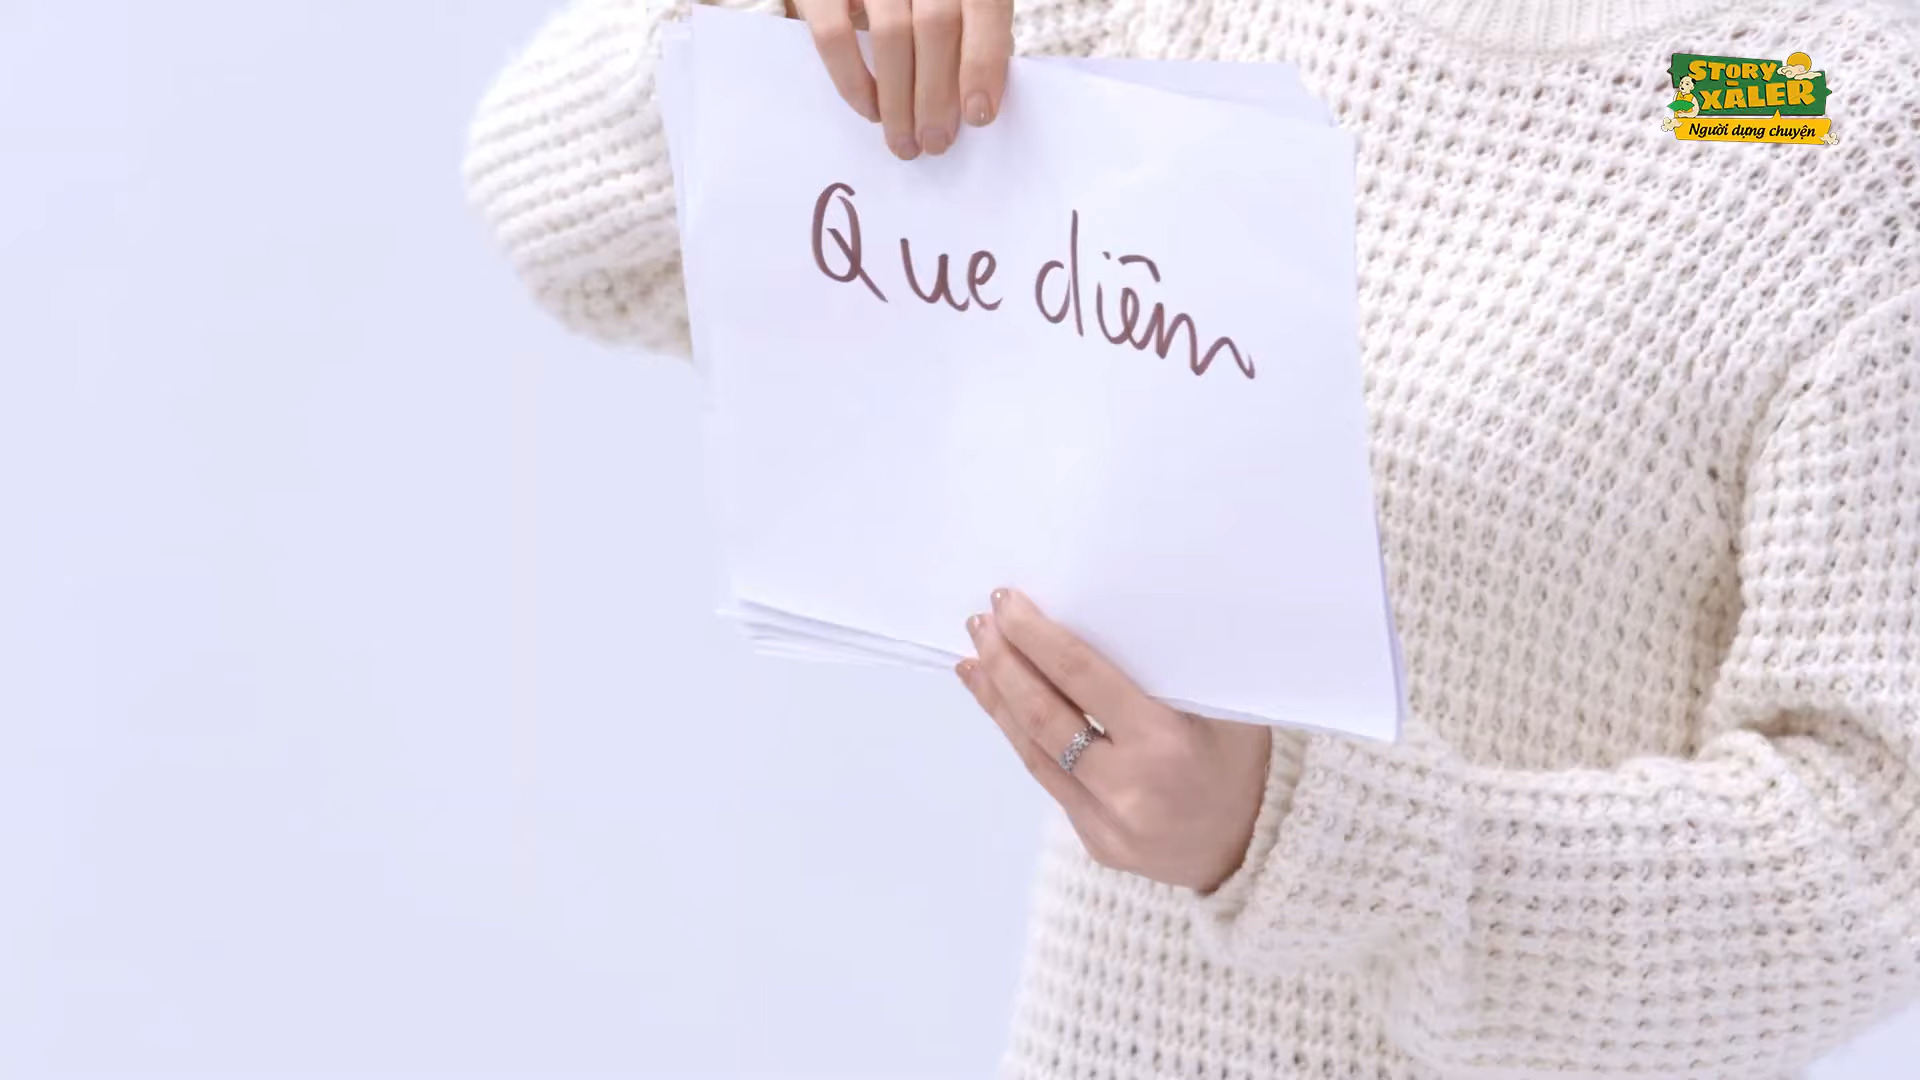 Que diêm
STORY
XALER
Người dựng chuyện